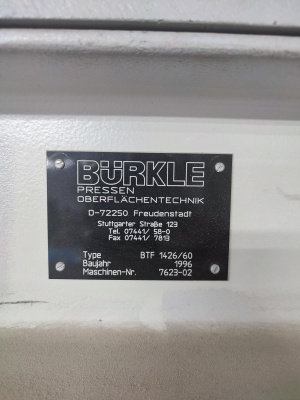 BÜRKLE
PRESSEN
OBERFLÄCHENTECHNIK
D-72250 Freudenstadt
Stuttgarter Straße 123
Tel. 07441/ 58-0
Fax 07441/ 7813
Type BTF 1426/60
Baujahr 1996
Maschinen-Nr. 7623-02